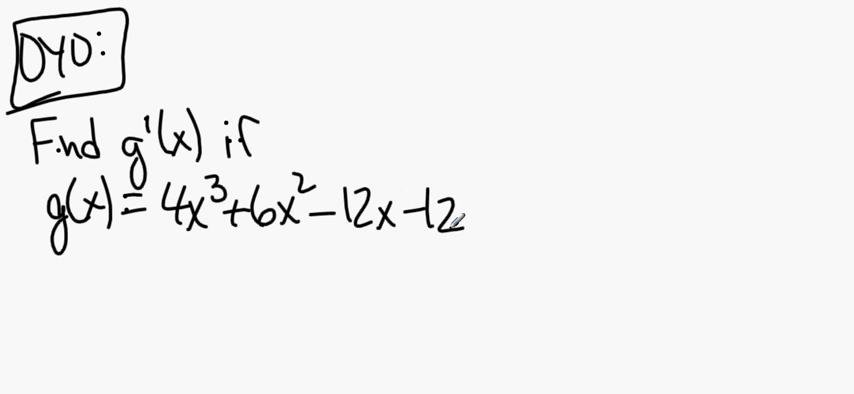 DYO:
Find g'(x) if
g(x) = 4x³+6x²-12x-12